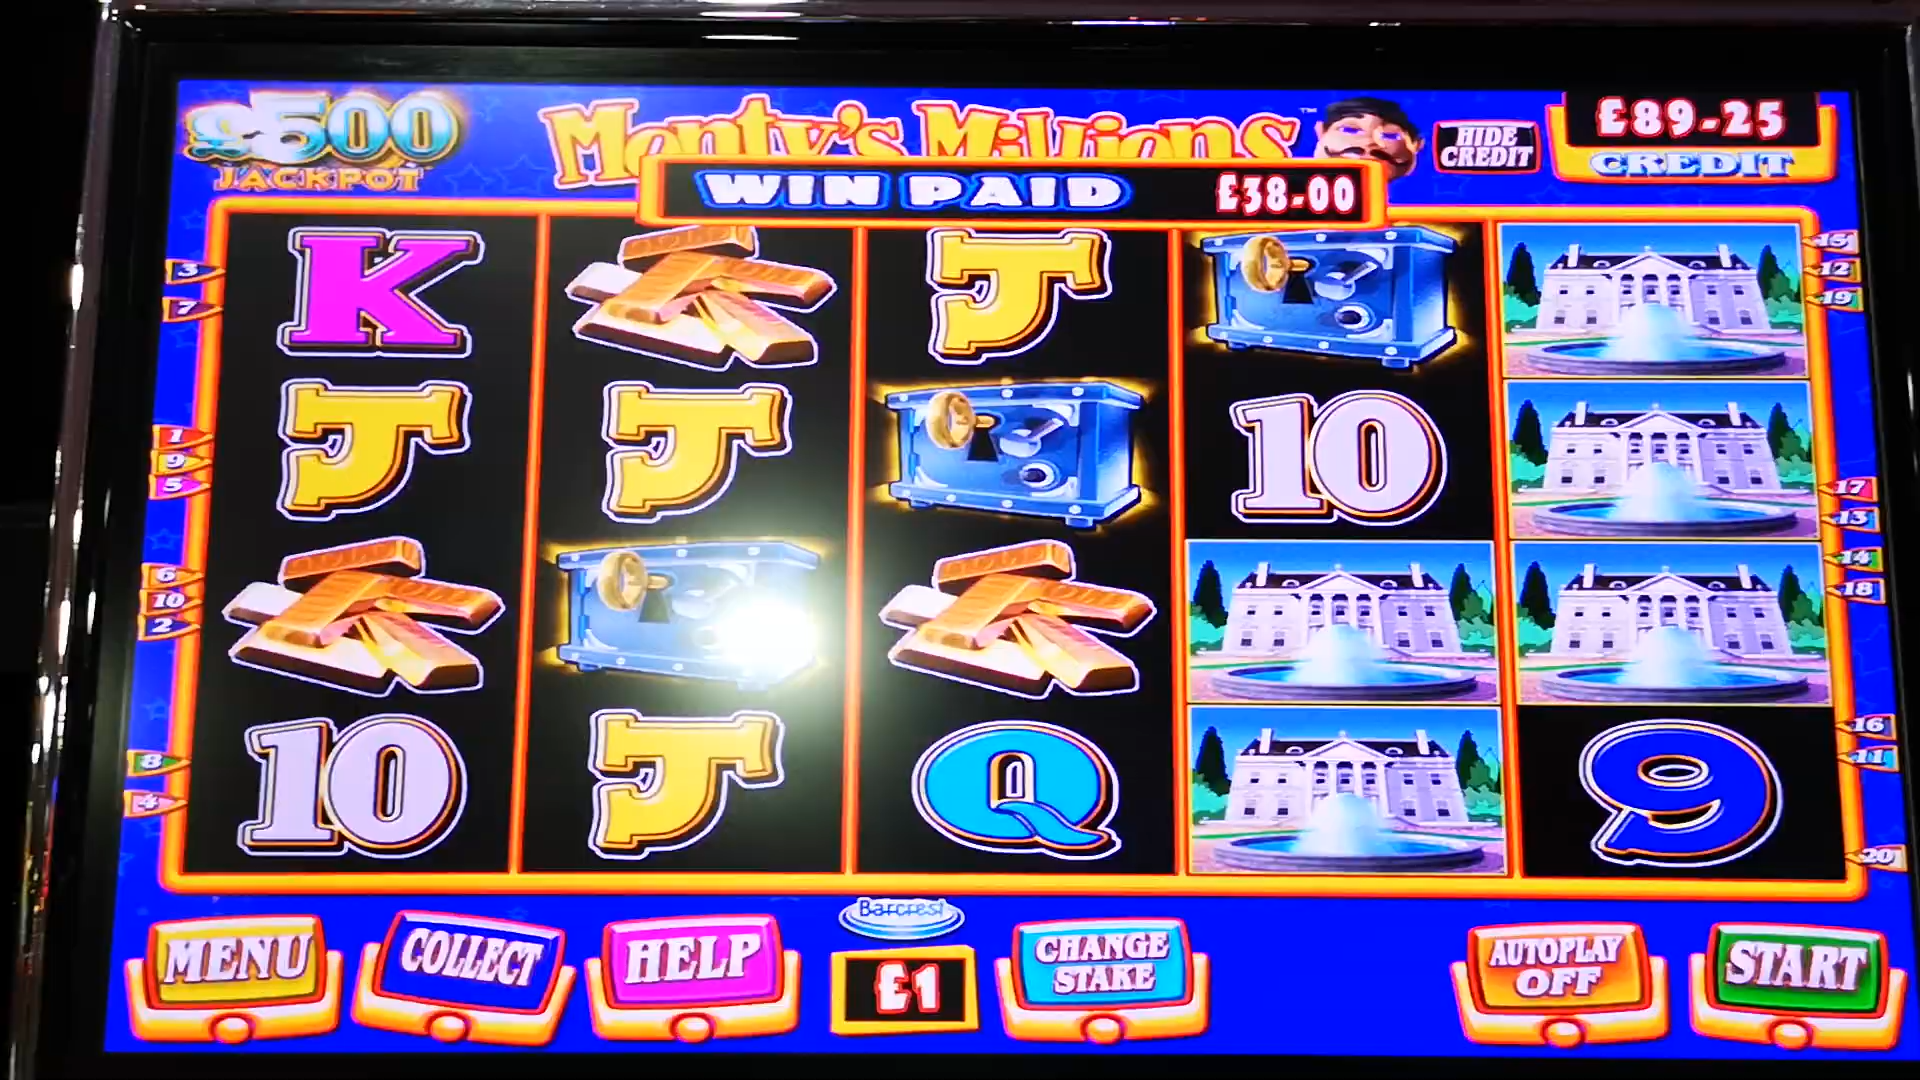 £500
JACKPOT
Monty's Millions™
HIDE
CREDIT
£89-25
CREDIT
WIN PAID £38-00
K
J
15
12
19
3
7
J
J
10
1
9
5
17
13
14
18
6
10
2
10
J
Q
9
16
11
20
8
4
Barcrest
MENU
COLLECT
HELP
£1
CHANGE
STAKE
AUTOPLAY
OFF
START